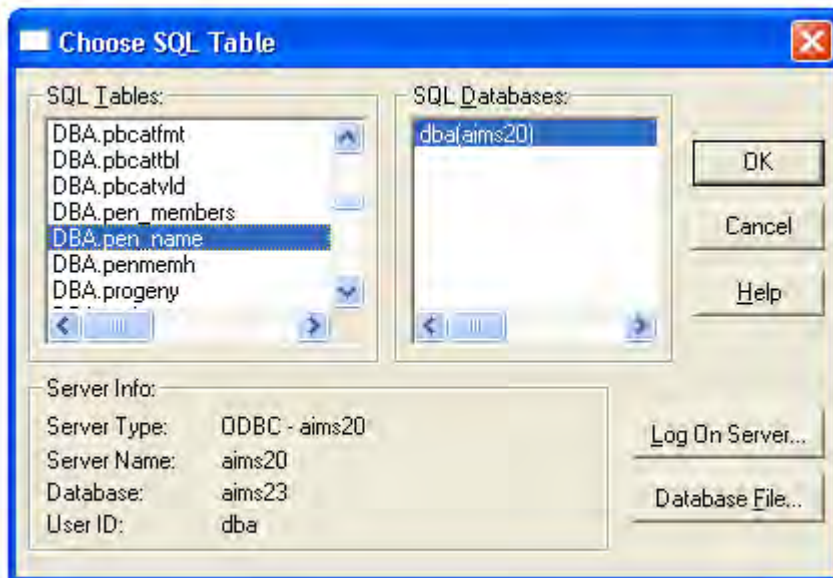 Choose SQL Table
SQL Tables:
DBA.pbcatfmt
DBA.pbcattbl
DBA.pbcatvld
DBA.pen_members
DBA.pen_name
DBA.penmemh
DBA.progeny
SQL Databases:
dba(aims20)
OK
Cancel
Help
Server Info:
Server Type: ODBC - aims20
Server Name: aims20
Database: aims23
User ID: dba
Log On Server...
Database File...